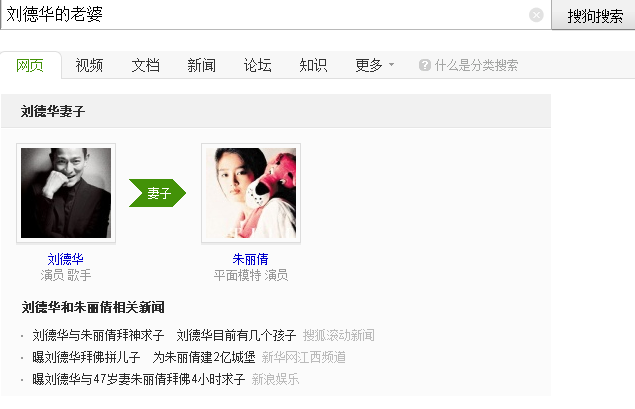 刘德华的老婆 搜狗搜索
网页 视频 文档 新闻 论坛 知识 更多 ? 什么是分类搜索
刘德华妻子
妻子
刘德华 朱丽倩
演员 歌手 平面模特 演员
刘德华和朱丽倩相关新闻
刘德华与朱丽倩拜神求子 刘德华目前有几个孩子 搜狐滚动新闻
曝刘德华拜佛拼儿子 为朱丽倩建2亿城堡 新华网江西频道
曝刘德华与47岁妻朱丽倩拜佛4小时求子 新浪娱乐